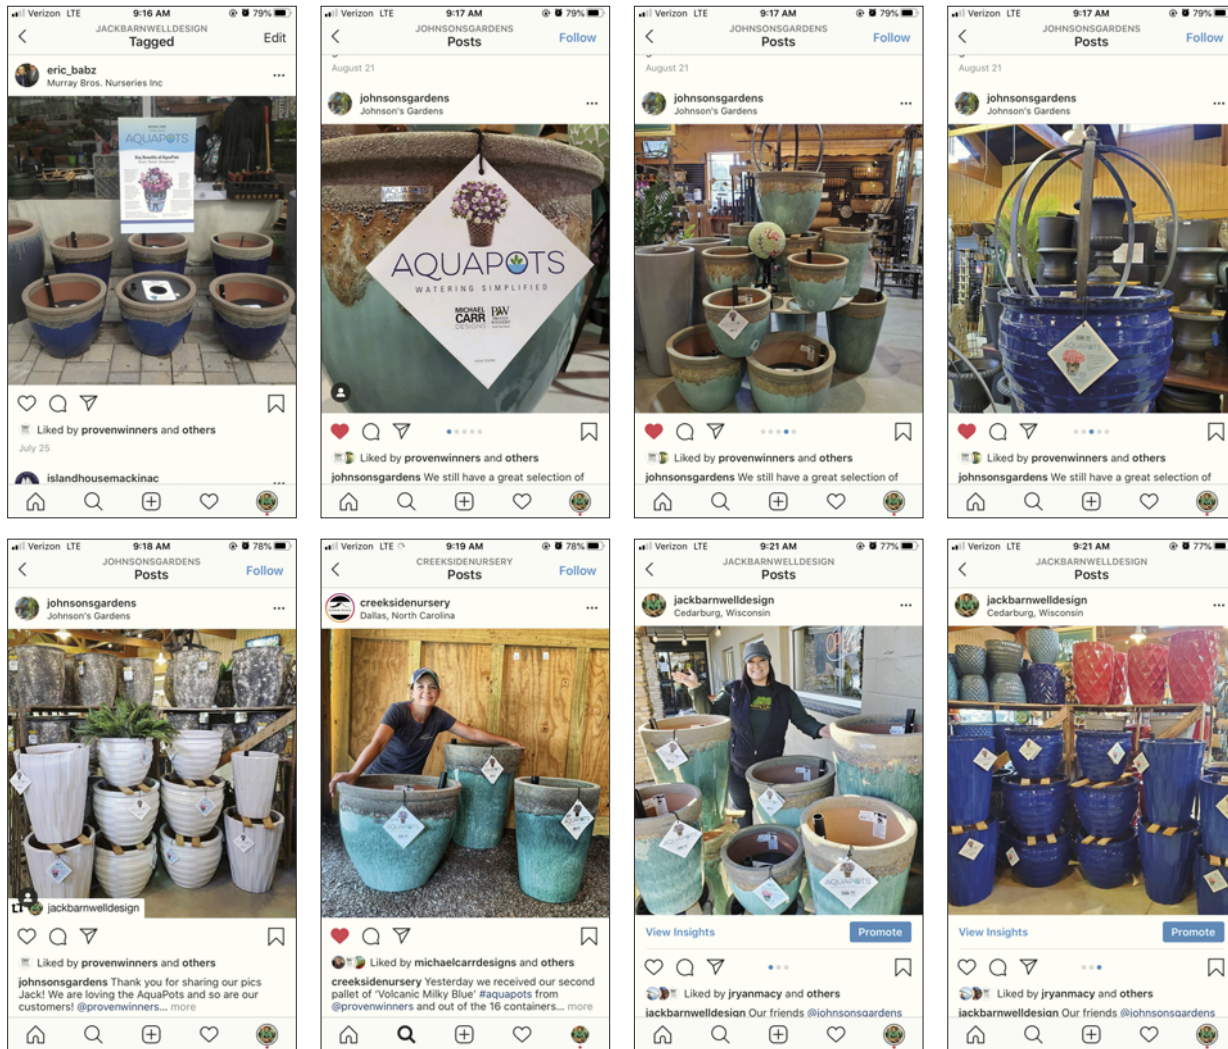 Verizon LTE
9:16 AM
79%
JACKBARNWELLDESIGN
Tagged
Edit
eric_babz
Murray Bros. Nurseries Inc
AQUAPOTS
Key Benefits of AquaPots
Liked by provenwinners and others
July 25
islandhousemackinac
Verizon LTE
9:17 AM
79%
JOHNSONSGARDENS
Posts
Follow
August 21
johnsonsgardens
Johnson's Gardens
AQUAPOTS
AQUAPOTS
WATERING SIMPLIFIED
MICHAEL
CARR
DESIGNS
PW
PROVEN
WINNERS
Liked by provenwinners and others
johnsonsgardens We still have a great selection of
Verizon LTE
9:17 AM
79%
JOHNSONSGARDENS
Posts
Follow
August 21
johnsonsgardens
Johnson's Gardens
Liked by provenwinners and others
johnsonsgardens We still have a great selection of
Verizon LTE
9:17 AM
79%
JOHNSONSGARDENS
Posts
Follow
August 21
johnsonsgardens
Johnson's Gardens
AQUAPOTS
Liked by provenwinners and others
johnsonsgardens We still have a great selection of
Verizon LTE
9:18 AM
78%
JOHNSONSGARDENS
Posts
Follow
johnsonsgardens
Johnson's Gardens
jackbarnwelldesign
Liked by provenwinners and others
johnsonsgardens Thank you for sharing our pics
Jack! We are loving the AquaPots and so are our
customers! @provenwinners... more
Verizon LTE
9:19 AM
78%
CREEKSIDENURSERY
Posts
Follow
creeksidenursery
Dallas, North Carolina
AQUAPOTS
Liked by michaelcarrdesigns and others
creeksidenursery Yesterday we received our second
pallet of 'Volcanic Milky Blue' #aquapots from
@provenwinners and out of the 16 containers... more
Verizon LTE
9:21 AM
77%
JACKBARNWELLDESIGN
Posts
jackbarnwelldesign
Cedarburg, Wisconsin
AQUAPOTS
View Insights
Promote
Liked by jryanmacy and others
jackbarnwelldesign Our friends @johnsonsgardens
Verizon LTE
9:21 AM
77%
JACKBARNWELLDESIGN
Posts
jackbarnwelldesign
Cedarburg, Wisconsin
View Insights
Promote
Liked by jryanmacy and others
jackbarnwelldesign Our friends @johnsonsgardens